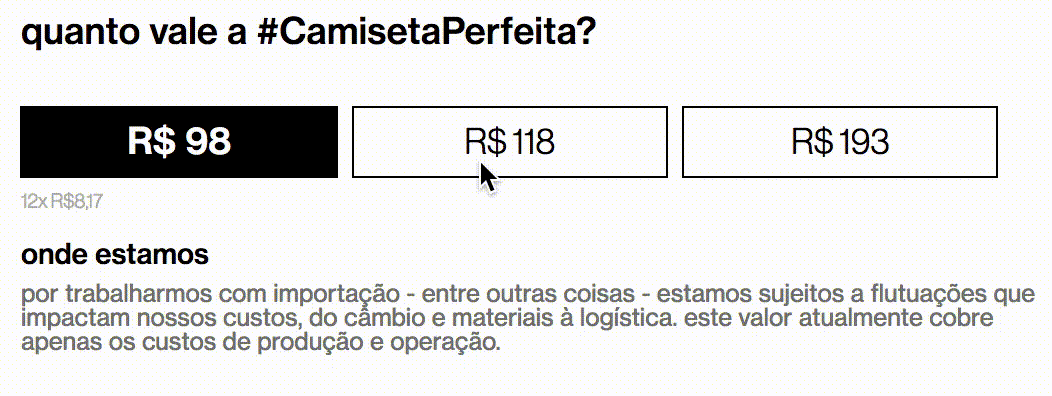 quanto vale a #CamisetaPerfeita?
R$ 98
R$ 118
R$ 193
12x R$8,17
onde estamos
por trabalharmos com importação - entre outras coisas - estamos sujeitos a flutuações que
impactam nossos custos, do câmbio e materiais à logística. este valor atualmente cobre
apenas os custos de produção e operação.